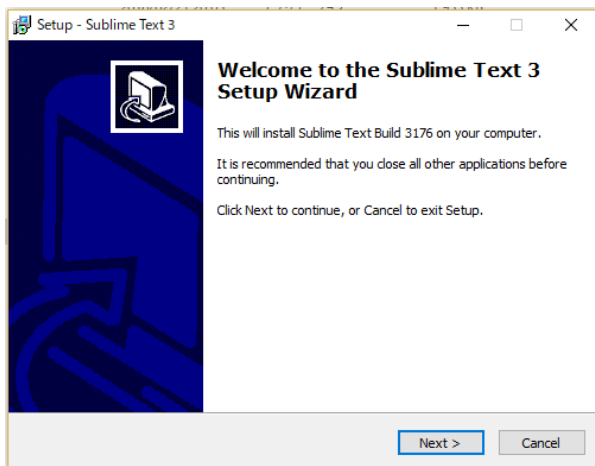 Setup - Sublime Text 3
Welcome to the Sublime Text 3
Setup Wizard
This will install Sublime Text Build 3176 on your computer.
It is recommended that you close all other applications before
continuing.
Click Next to continue, or Cancel to exit Setup.
Next >
Cancel